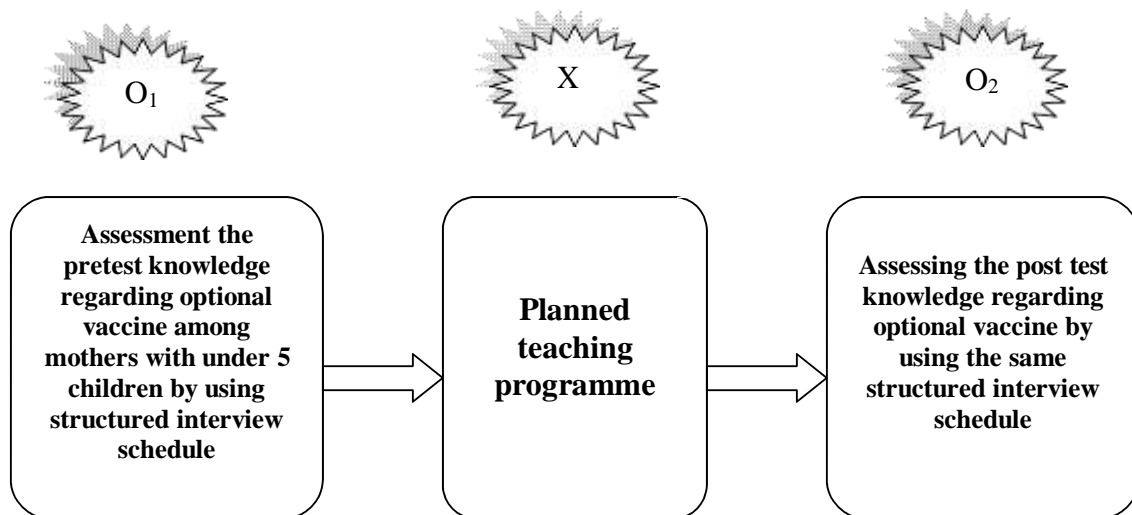 O₁
X
O₂
Assessment the
pretest knowledge
regarding optional
vaccine among
mothers with under 5
children by using
structured interview
schedule
Planned
teaching
programme
Assessing the post test
knowledge regarding
optional vaccine by
using the same
structured interview
schedule